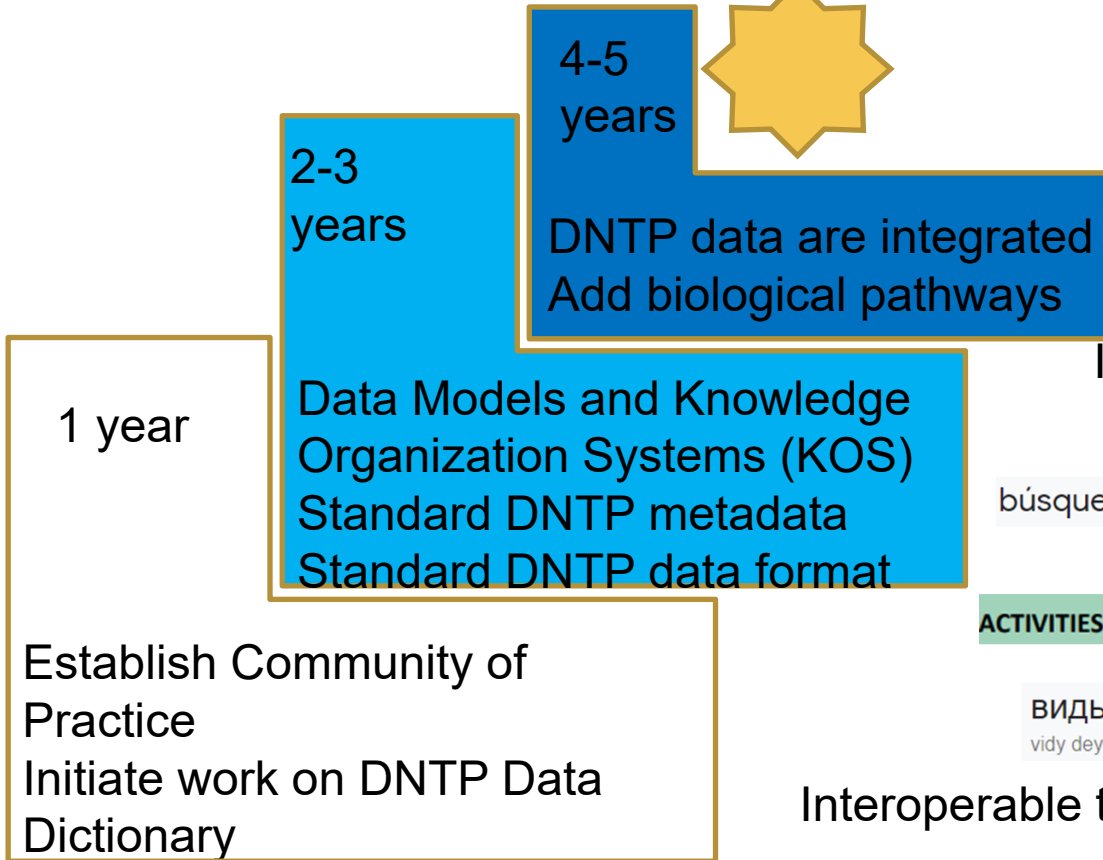 4-5
years
2-3
years
DNTP data are integrated
Add biological pathways
1 year
Data Models and Knowledge
Organization Systems (KOS)
Standard DNTP metadata
Standard DNTP data format
Establish Community of
Practice
Initiate work on DNTP Data
Dictionary
ACTIVITIES
vidy
Interoperable